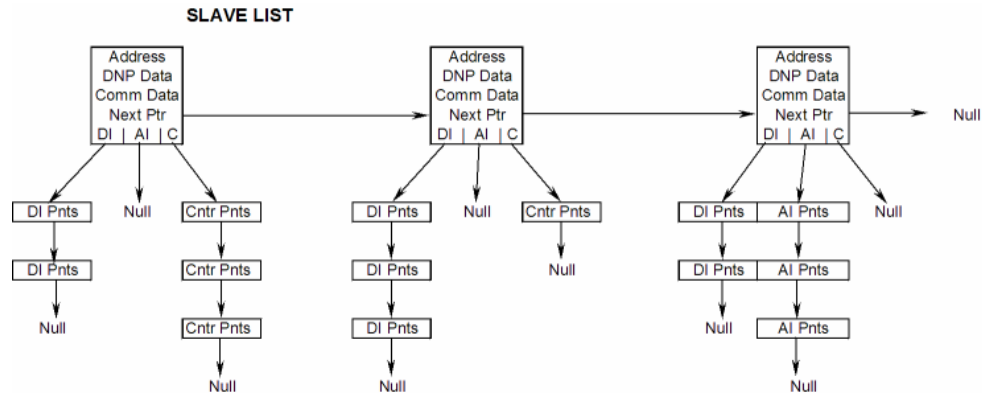 SLAVE LIST
Address
DNP Data
Comm Data
Next Ptr
DI | AI | C
Address
DNP Data
Comm Data
Next Ptr
DI | AI | C
Address
DNP Data
Comm Data
Next Ptr
DI | AI | C
Null
DI Pnts
Null
Cntr Pnts
DI Pnts
Null
Cntr Pnts
DI Pnts
AI Pnts
Null
DI Pnts
Cntr Pnts
DI Pnts
Null
DI Pnts
AI Pnts
Null
Cntr Pnts
DI Pnts
Null
AI Pnts
Null
Null
Null